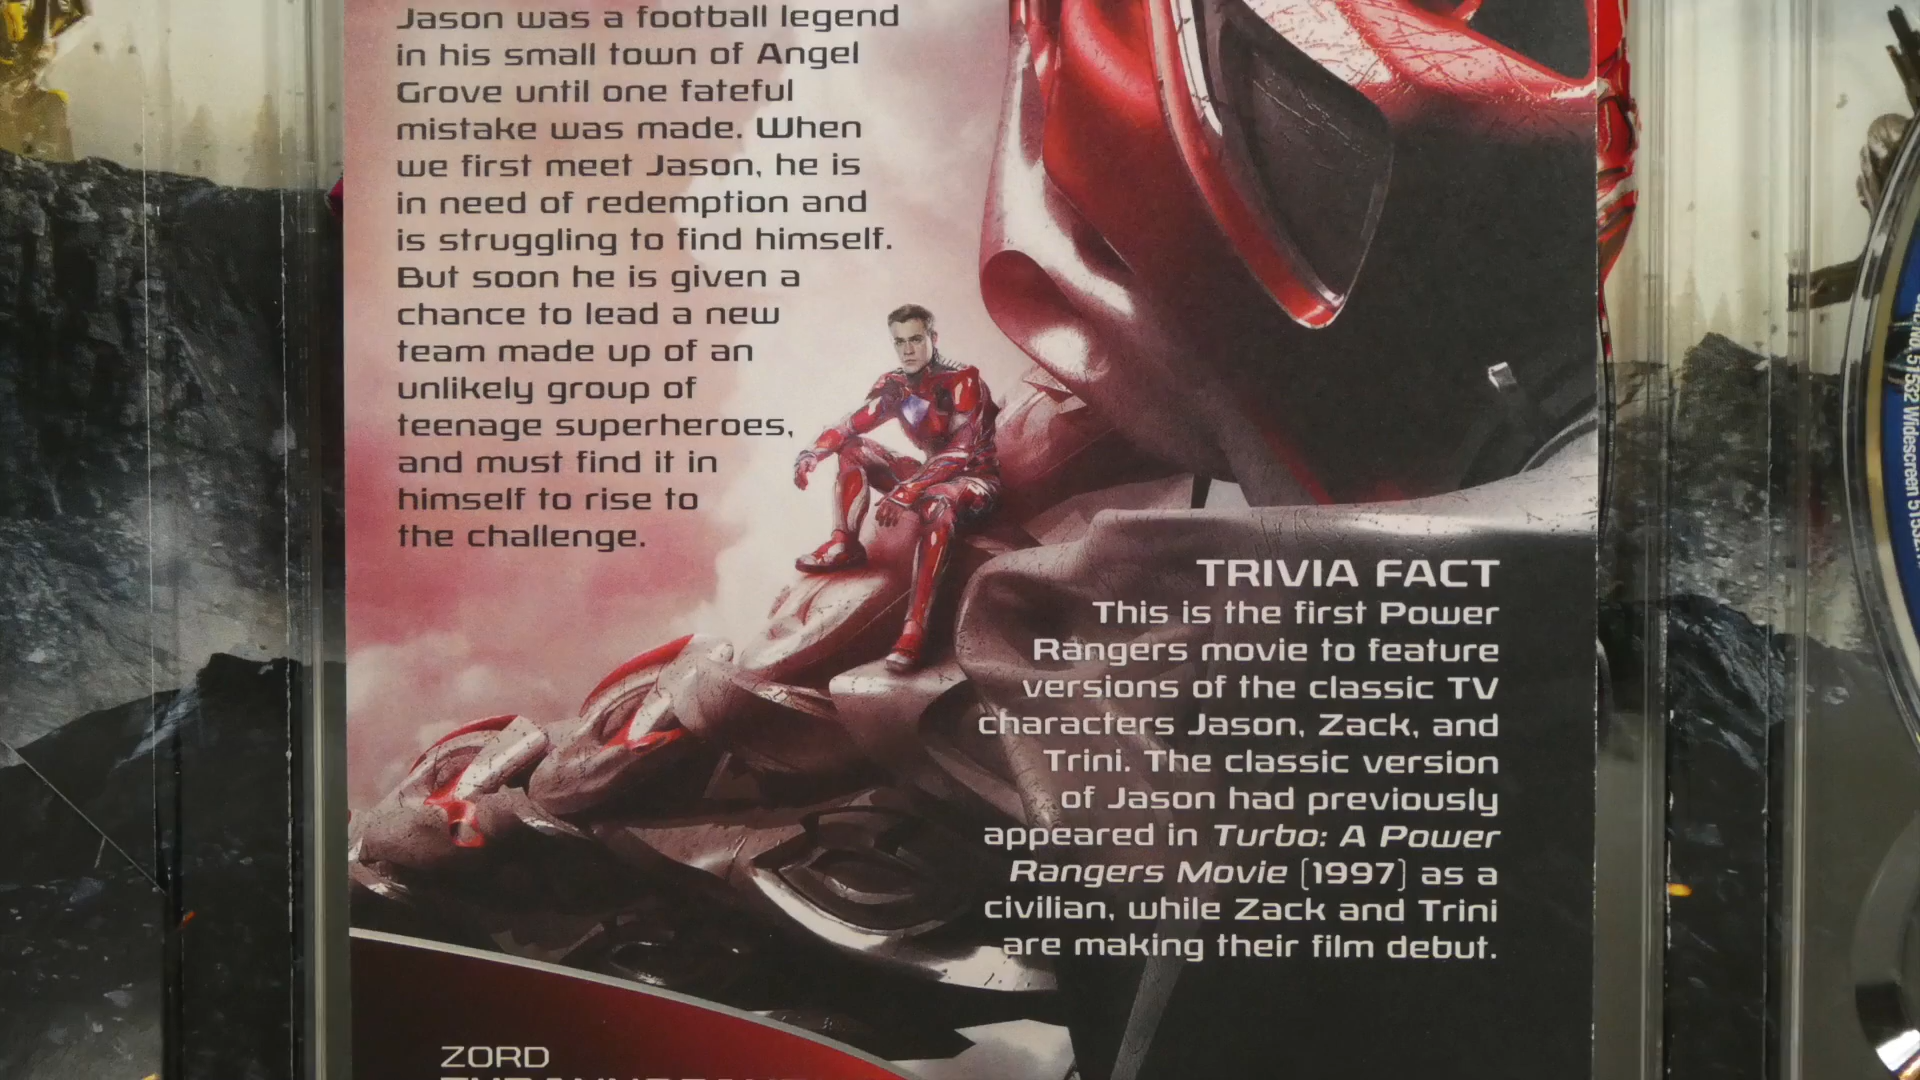 Jason was a football legend
in his small town of Angel
Grove until one fateful
mistake was made. When
we first meet Jason, he is
in need of redemption and
is struggling to find himself.
But soon he is given a
chance to lead a new
team made up of an
unlikely group of
teenage superheroes,
and must find it in
himself to rise to
the challenge.
TRIVIA FACT
This is the first Power
Rangers movie to feature
versions of the classic TV
characters Jason, Zack, and
Trini. The classic version
of Jason had previously
appeared in Turbo: A Power
Rangers Movie [1997] as a
civilian, while Zack and Trini
are making their film debut.
ZORD
51532 Widescreen